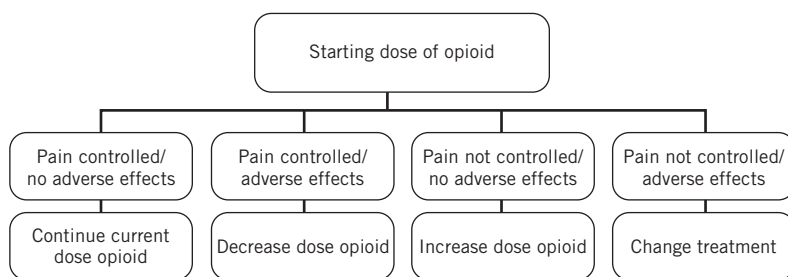 Starting dose of opioid
Pain controlled/
no adverse effects
Pain controlled/
adverse effects
Pain not controlled/
no adverse effects
Pain not controlled/
adverse effects
Continue current
dose opioid
Decrease dose opioid
Increase dose opioid
Change treatment